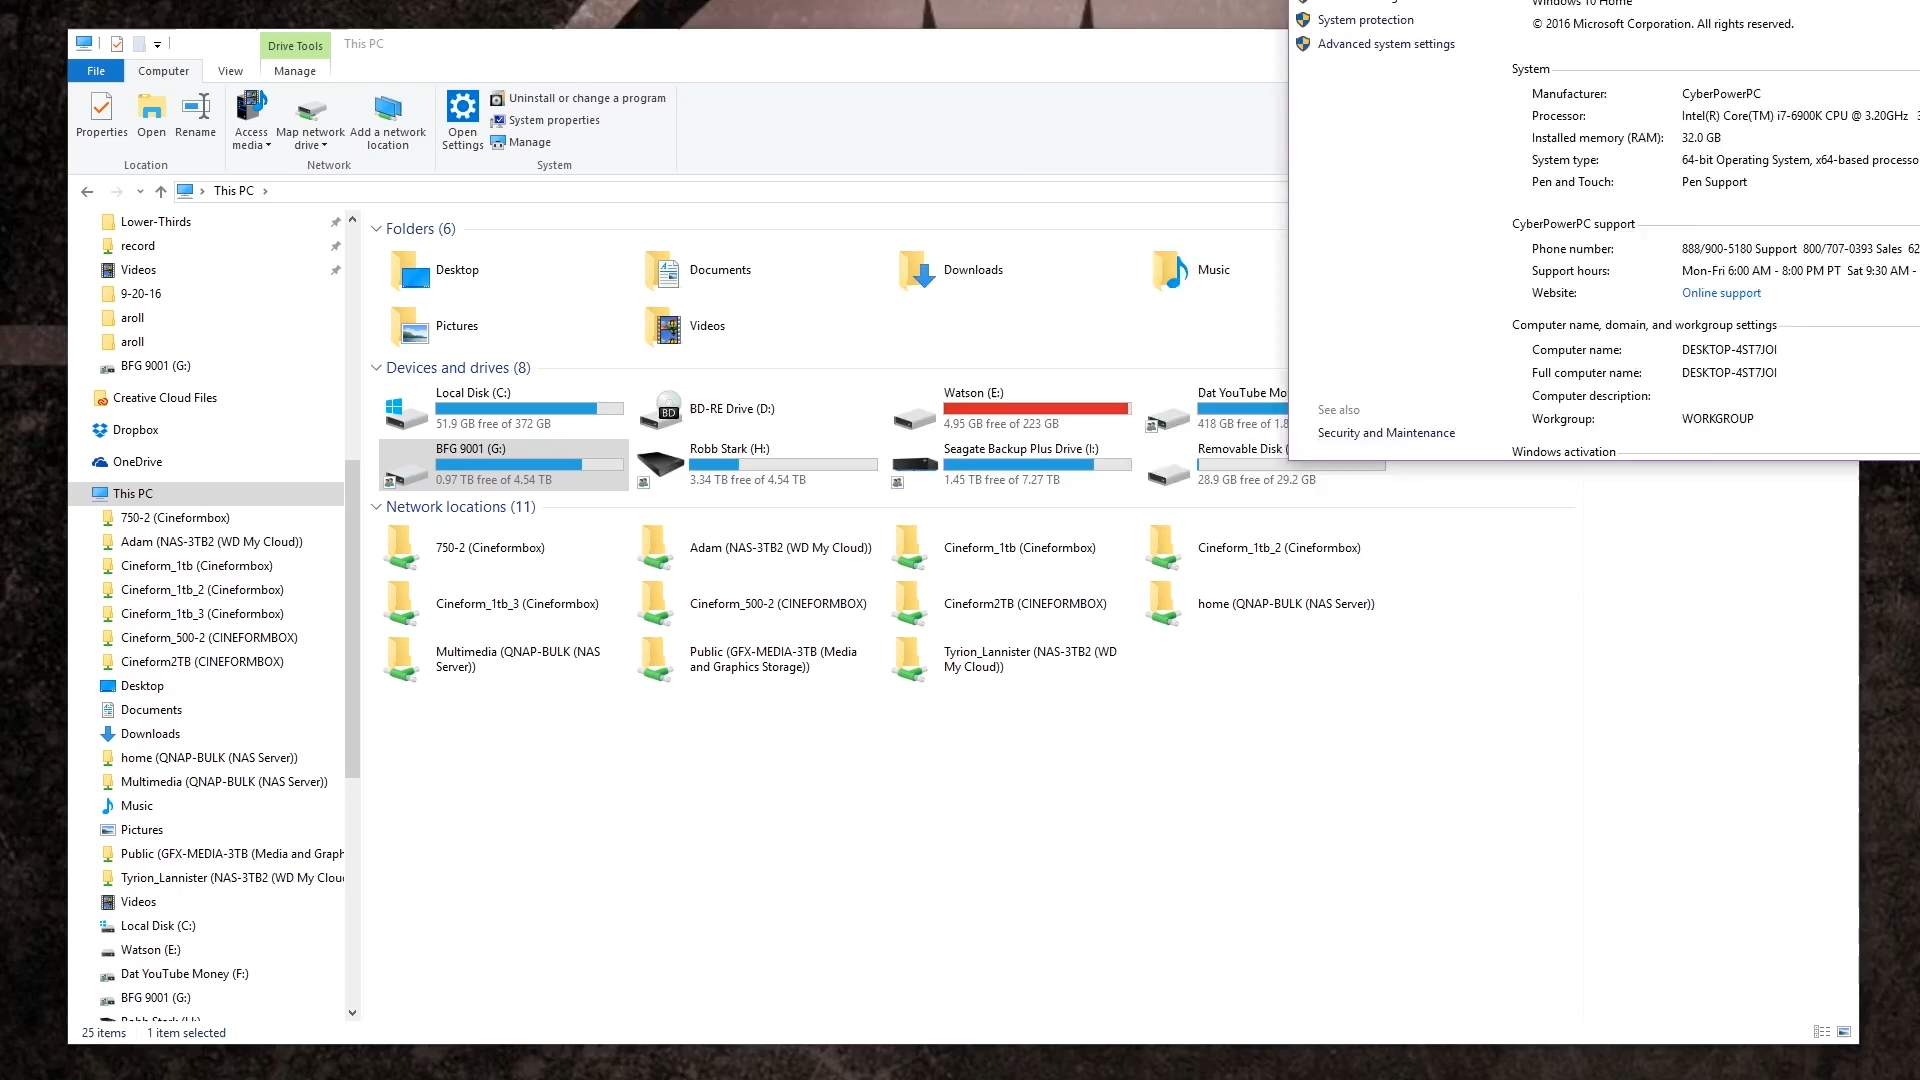 Drive Tools
This PC
File
Computer
View
Manage
Properties
Open
Rename
Access
media
Map network
drive
Add a network
location
Open
Settings
Uninstall or change a program
System properties
Manage
Location
Network
System
This PC
Lower-Thirds
record
Videos
9-20-16
aroll
aroll
BFG 9001 (G:)
Creative Cloud Files
Dropbox
OneDrive
This PC
750-2 (Cineformbox)
Adam (NAS-3TB2 (WD My Cloud))
Cineform_1tb (Cineformbox)
Cineform_1tb_2 (Cineformbox)
Cineform_1tb_3 (Cineformbox)
Cineform_500-2 (CINEFORMBOX)
Cineform2TB (CINEFORMBOX)
Desktop
Documents
Downloads
home (QNAP-BULK (NAS Server))
Multimedia (QNAP-BULK (NAS Server))
Music
Pictures
Public (GFX-MEDIA-3TB (Media and Graph
Tyrion_Lannister (NAS-3TB2 (WD My Clou
Videos
Local Disk (C:)
Watson (E:)
Dat YouTube Money (F:)
BFG 9001 (G:)
25 items
1 item selected
Folders (6)
Desktop
Documents
Downloads
Music
Pictures
Videos
Devices and drives (8)
Local Disk (C:)
51.9 GB free of 372 GB
BD
BD-RE Drive (D:)
Watson (E:)
4.95 GB free of 223 GB
Dat YouTube Mo
418 GB free of 1.8
BFG 9001 (G:)
0.97 TB free of 4.54 TB
Robb Stark (H:)
3.34 TB free of 4.54 TB
Seagate Backup Plus Drive (I:)
1.45 TB free of 7.27 TB
Removable Disk
28.9 GB free of 29.2 GB
Network locations (11)
750-2 (Cineformbox)
Adam (NAS-3TB2 (WD My Cloud))
Cineform_1tb (Cineformbox)
Cineform_1tb_2 (Cineformbox)
Cineform_1tb_3 (Cineformbox)
Cineform_500-2 (CINEFORMBOX)
Cineform2TB (CINEFORMBOX)
home (QNAP-BULK (NAS Server))
Multimedia (QNAP-BULK (NAS
Server))
Public (GFX-MEDIA-3TB (Media
and Graphics Storage))
Tyrion_Lannister (NAS-3TB2 (WD
My Cloud))
System protection
Advanced system settings
See also
Security and Maintenance
Windows 10 Home
© 2016 Microsoft Corporation. All rights reserved.
System
Manufacturer: CyberPowerPC
Processor: Intel(R) Core(TM) i7-6900K CPU @ 3.20GHz
Installed memory (RAM): 32.0 GB
System type: 64-bit Operating System, x64-based processo
Pen and Touch: Pen Support
CyberPowerPC support
Phone number: 888/900-5180 Support 800/707-0393 Sales 62
Support hours: Mon-Fri 6:00 AM - 8:00 PM PT Sat 9:30 AM -
Website: Online support
Computer name, domain, and workgroup settings
Computer name: DESKTOP-4ST7JOI
Full computer name: DESKTOP-4ST7JOI
Computer description:
Workgroup: WORKGROUP
Windows activation